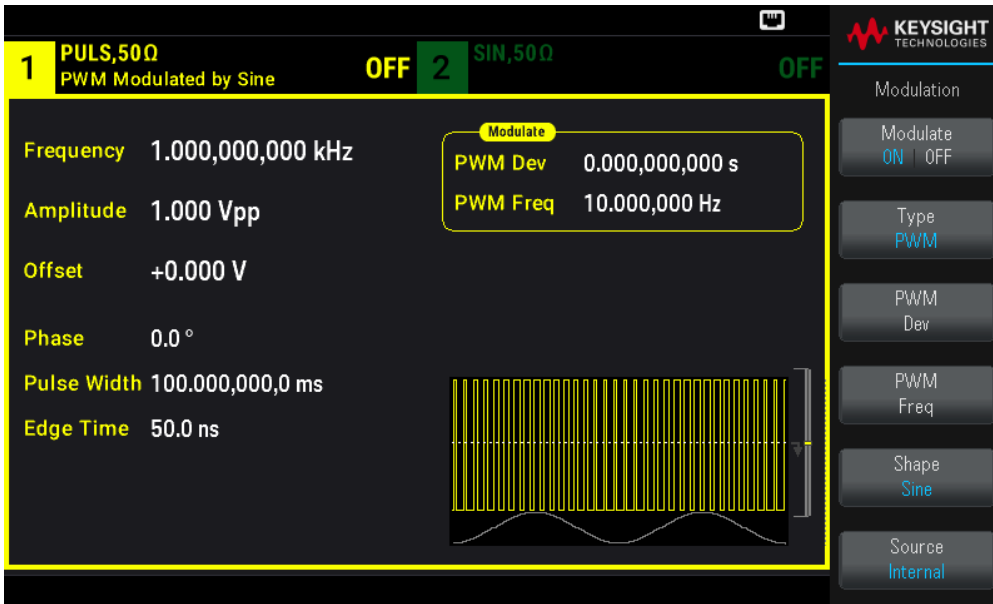 1
PULS,50Ω
PWM Modulated by Sine
OFF
2
SIN,50Ω
OFF
Frequency 1.000,000,000 kHz
Amplitude 1.000 Vpp
Offset +0.000 V
Phase 0.0 °
Pulse Width 100.000,000,0 ms
Edge Time 50.0 ns
Modulate
PWM Dev 0.000,000,000 s
PWM Freq 10.000,000 Hz
KEYSIGHT
TECHNOLOGIES
Modulation
Modulate
ON | OFF
Type
PWM
PWM
Dev
PWM
Freq
Shape
Sine
Source
Internal